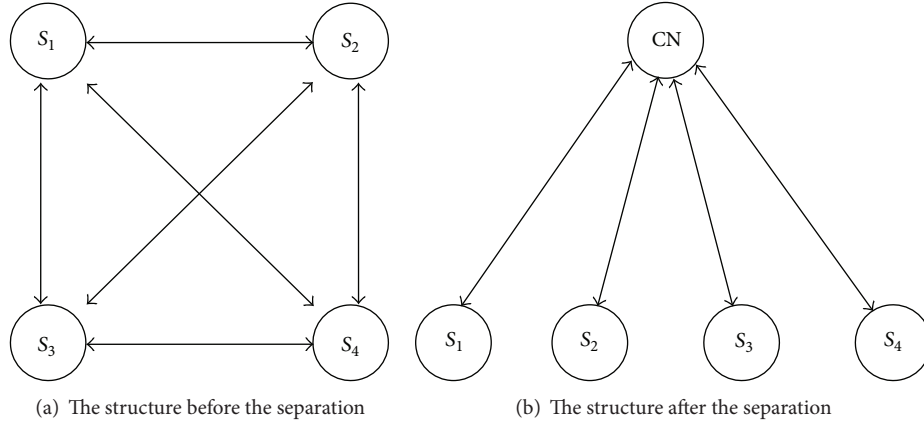 S₁
S₂
S₃
S₄
(a) The structure before the separation
CN
S₁
S₂
S₃
S₄
(b) The structure after the separation